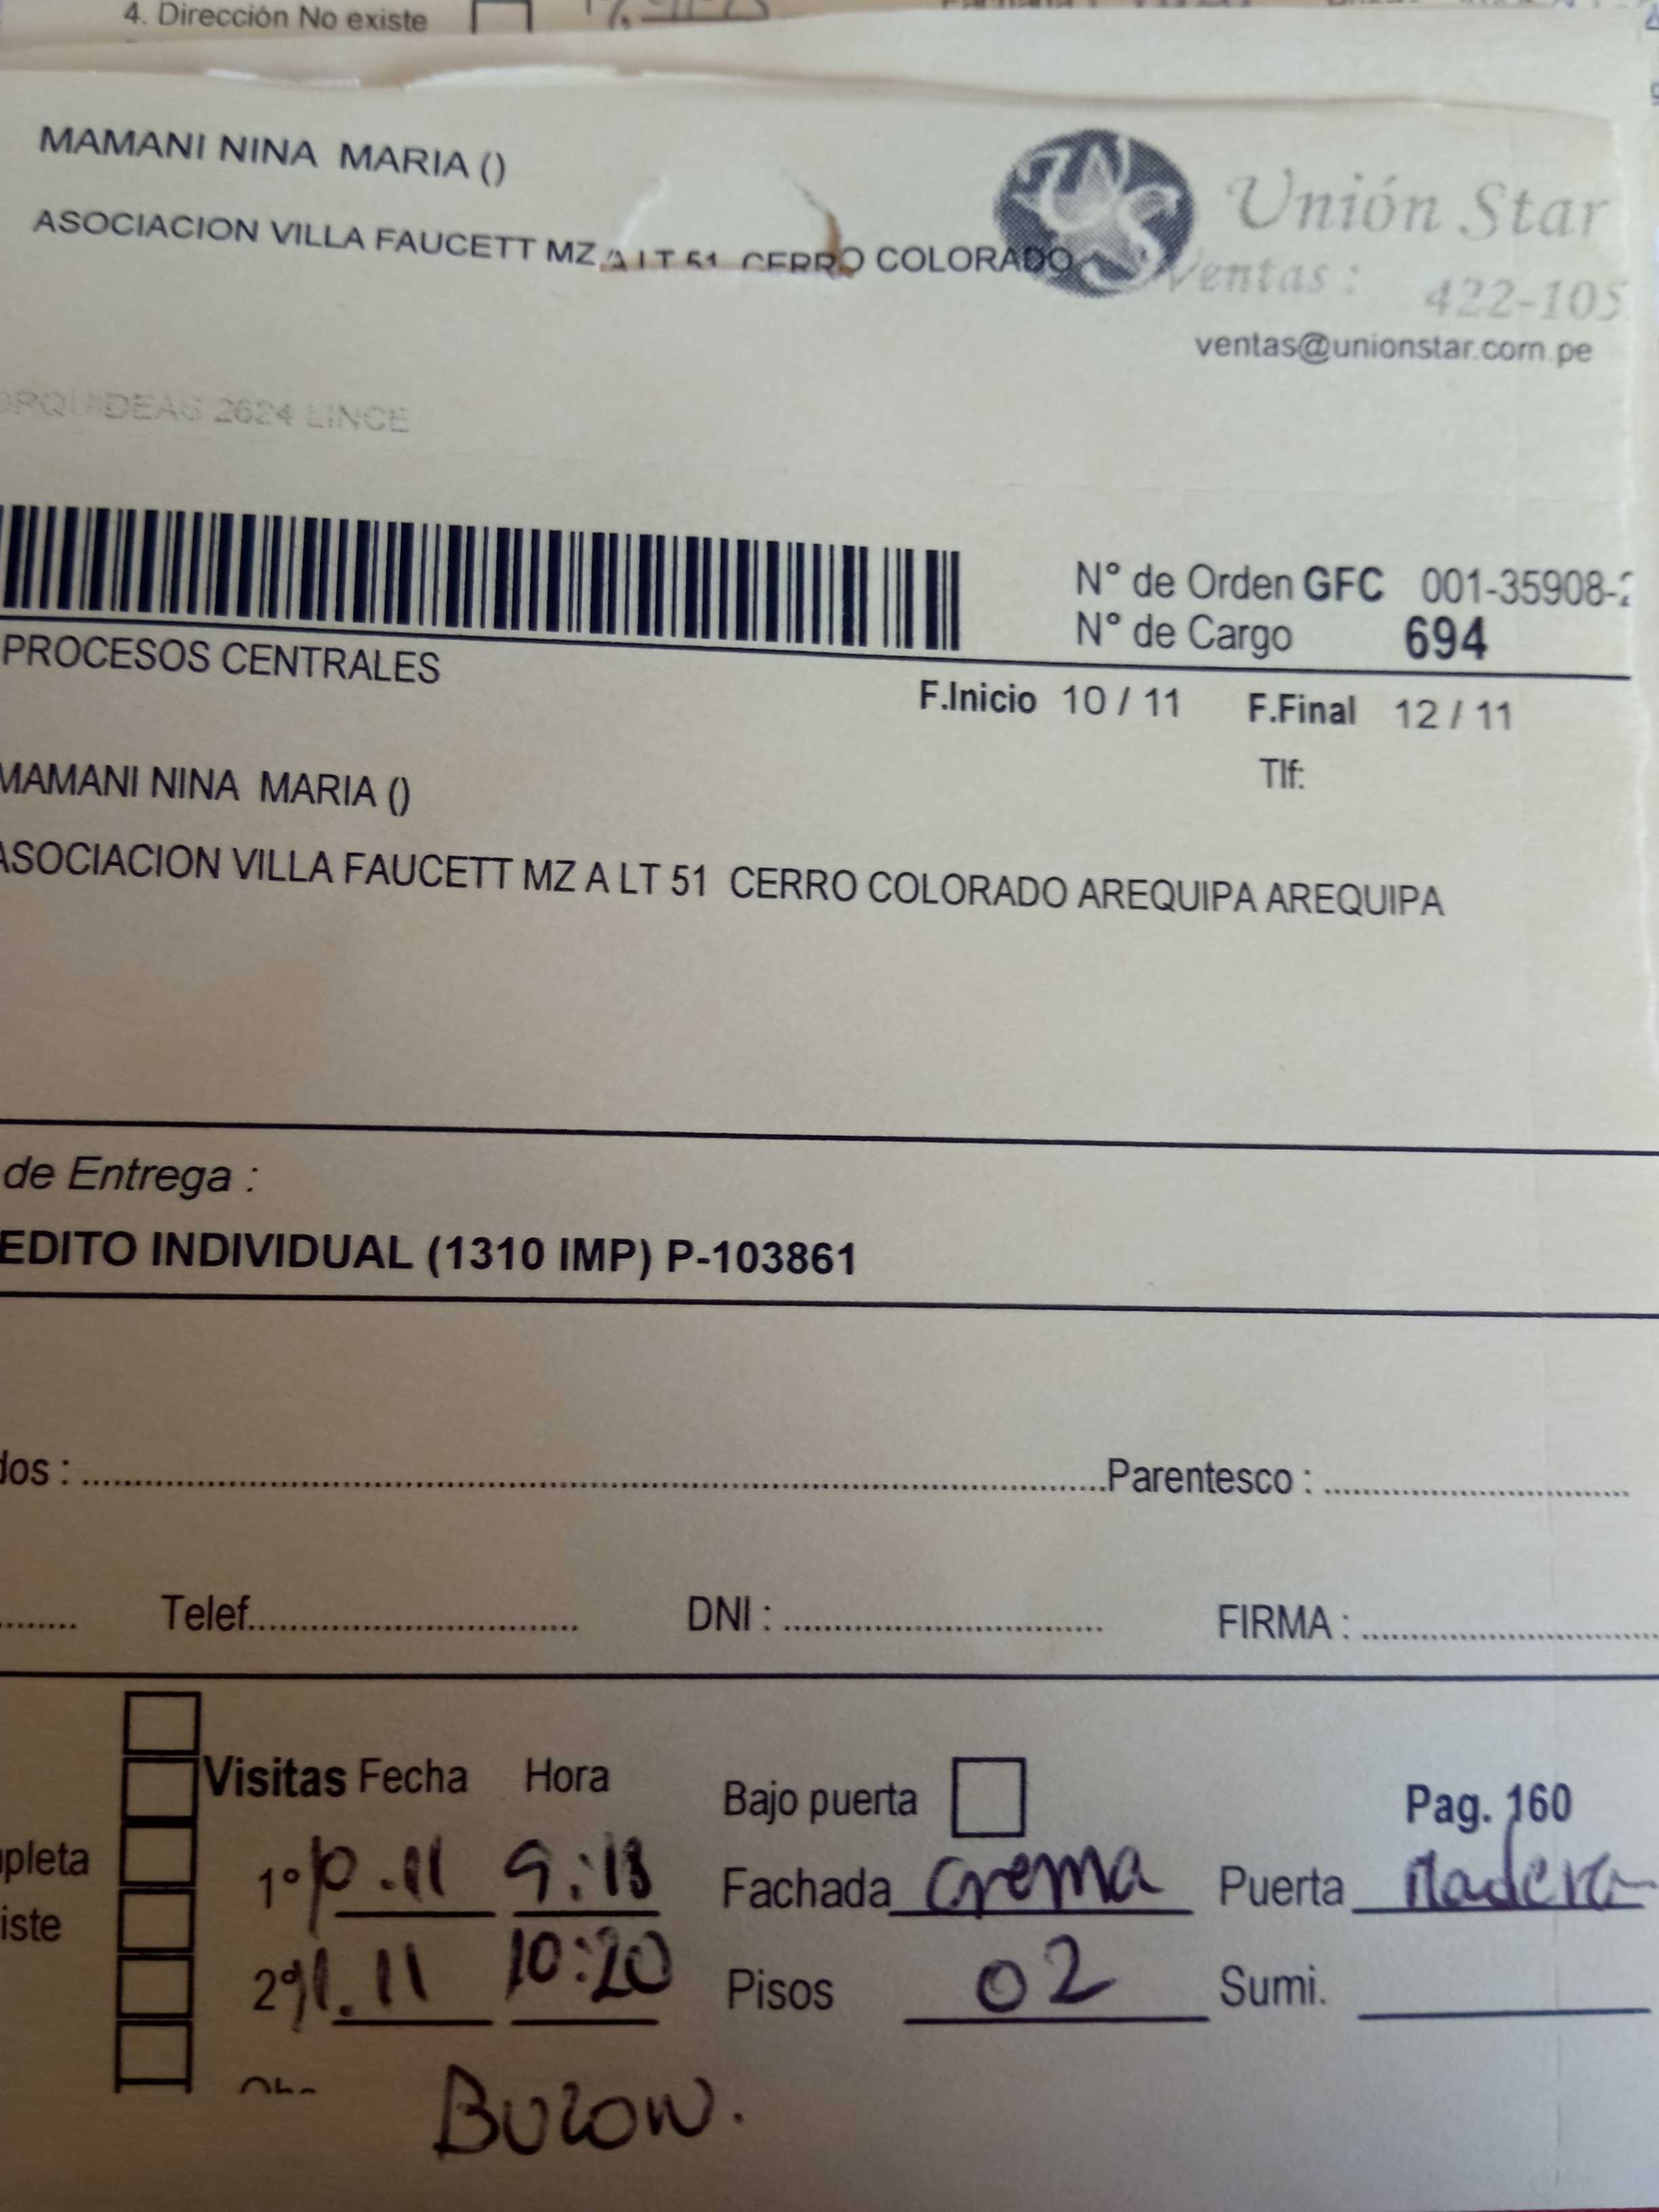 4. Dirección No existe
MAMANI NINA MARIA ()
ASOCIACION VILLA FAUCETT MZ A LT 51 CERRO COLORADO
Unión Star
Ventas : 422-105
ventas@unionstar.com.pe
ORQUIDEAS 2624 LINCE
N° de Orden GFC 001-35908-
N° de Cargo 694
PROCESOS CENTRALES
F.Inicio 10 / 11 F.Final 12 / 11
MAMANI NINA MARIA ()
Tlf:
ASOCIACION VILLA FAUCETT MZ A LT 51 CERRO COLORADO AREQUIPA AREQUIPA
de Entrega :
EDITO INDIVIDUAL (1310 IMP) P-103861
dos : Parentesco :
Telef. DNI : FIRMA :
Visitas Fecha Hora Bajo puerta Pag. 160
pleta 1° 10.11 9:13 Fachada Crema Puerta Madera
iste 2° 11.11 10:20 Pisos 02 Sumi.
Buzon.